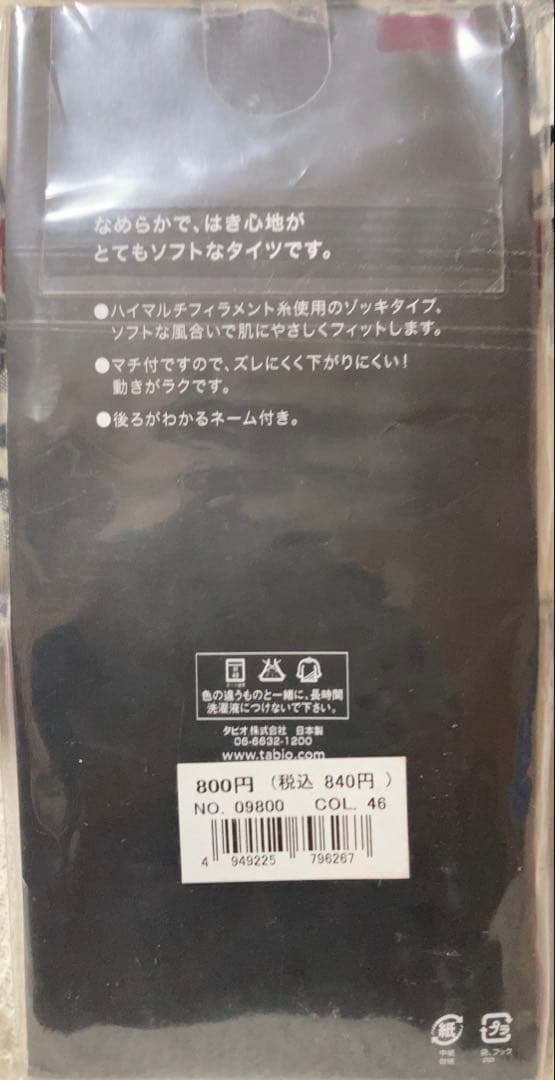 なめらかで、はき心地が
とてもソフトなタイツです。
●ハイマルチフィラメント糸使用のゾッキタイプ、
ソフトな風合いで肌にやさしくフィットします。
●マチ付ですので、ズレにくく下がりにくい!
動きがラクです。
●後ろがわかるネーム付き。
色の違うものと一緒に、長時間
洗濯液につけないで下さい。
タビオ株式会社 日本製
06-6632-1200
www.tabio.com
800円 (税込 840円 )
NO. 09800 COL. 46
4 949225 796267
紙 プラ
袋、フック